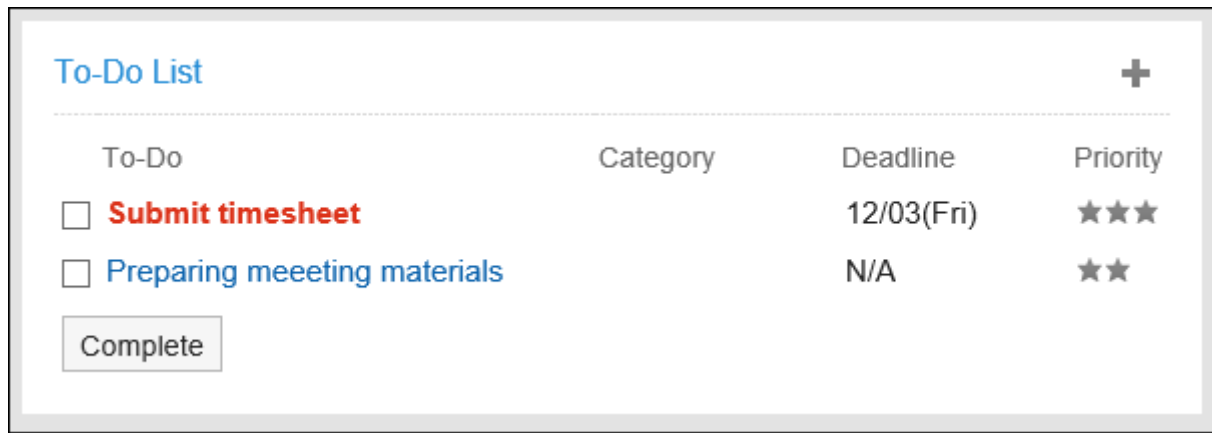 To-Do List
To-Do Category Deadline Priority
Submit timesheet 12/03(Fri) ★★★
Preparing meeeting materials N/A ★★
Complete